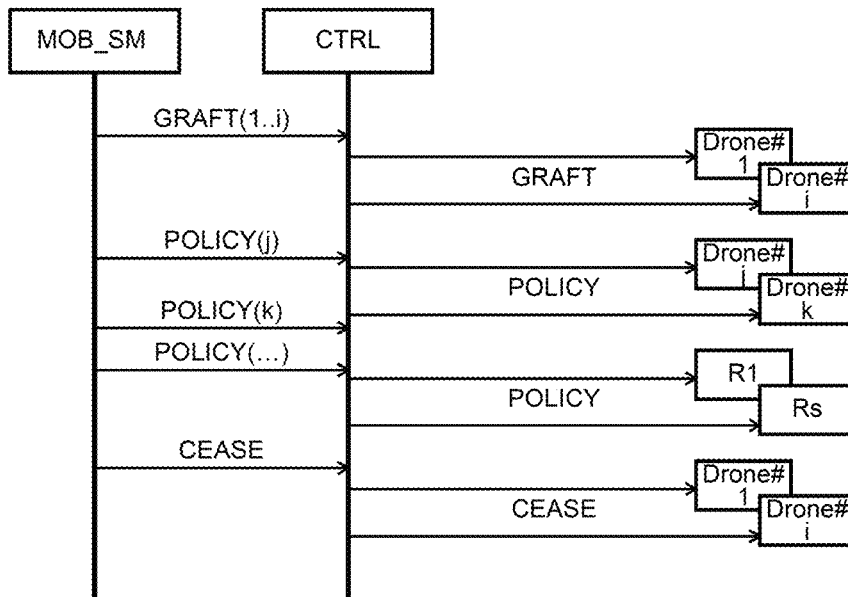 MOB_SM
CTRL
GRAFT(1..i)
Drone#
1
GRAFT
Drone#
i
POLICY(j)
Drone#
j
POLICY
Drone#
k
POLICY(k)
POLICY(...)
R1
POLICY
Rs
CEASE
Drone#
1
CEASE
Drone#
i